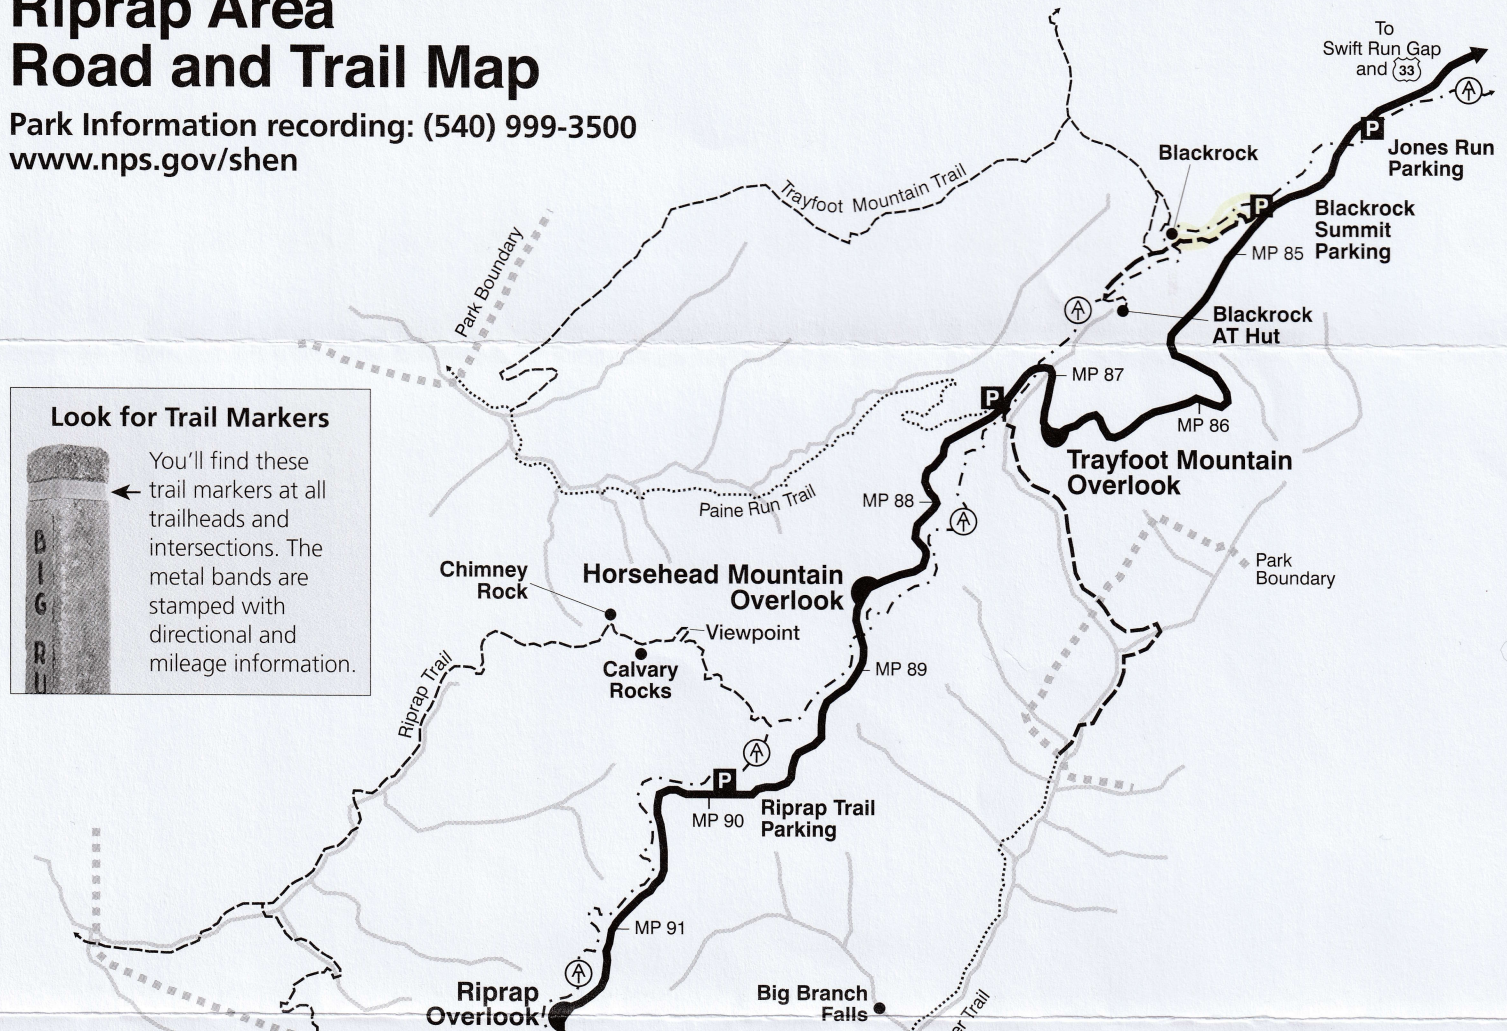 Riprap Area
Road and Trail Map
Park Information recording: (540) 999-3500
www.nps.gov/shen
To
Swift Run Gap
and 33
P
Jones Run
Parking
Blackrock
Trayfoot Mountain Trail
P
Blackrock
Summit
Parking
MP 85
Park Boundary
Blackrock
AT Hut
MP 87
P
MP 86
Look for Trail Markers
You'll find these
trail markers at all
trailheads and
intersections. The
metal bands are
stamped with
directional and
mileage information.
B
I
G
R
U
Trayfoot Mountain
Overlook
MP 88
Paine Run Trail
Park
Boundary
Chimney
Rock
Horsehead Mountain
Overlook
Viewpoint
Calvary
Rocks
MP 89
Riprap Trail
P
Riprap Trail
Parking
MP 90
MP 91
Riprap
Overlook
Big Branch
Falls
er Trail